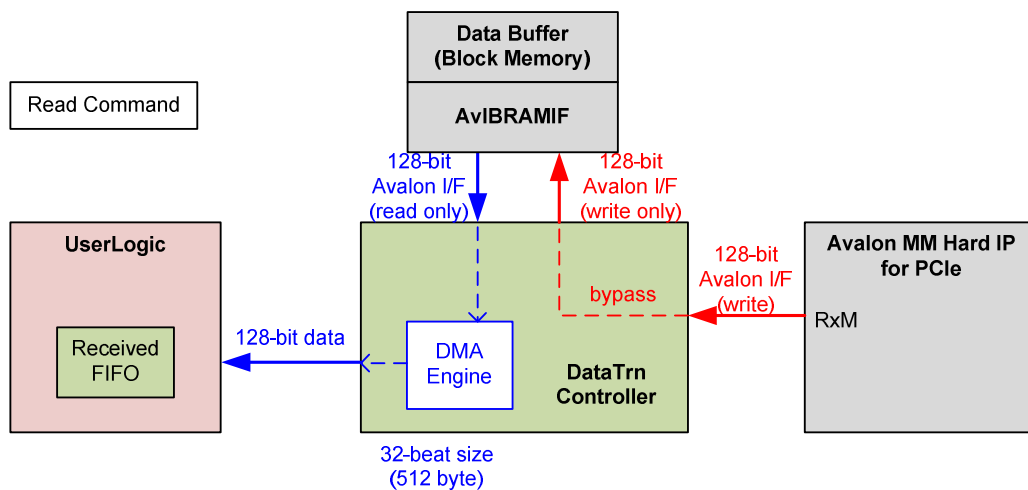 Data Buffer
(Block Memory)
Read Command
AvlBRAMIF
128-bit
Avalon I/F
(read only)
128-bit
Avalon I/F
(write only)
UserLogic
Avalon MM Hard IP
for PCIe
128-bit
Avalon I/F
(write)
bypass
RxM
128-bit data
Received
FIFO
DMA
Engine
DataTrn
Controller
32-beat size
(512 byte)